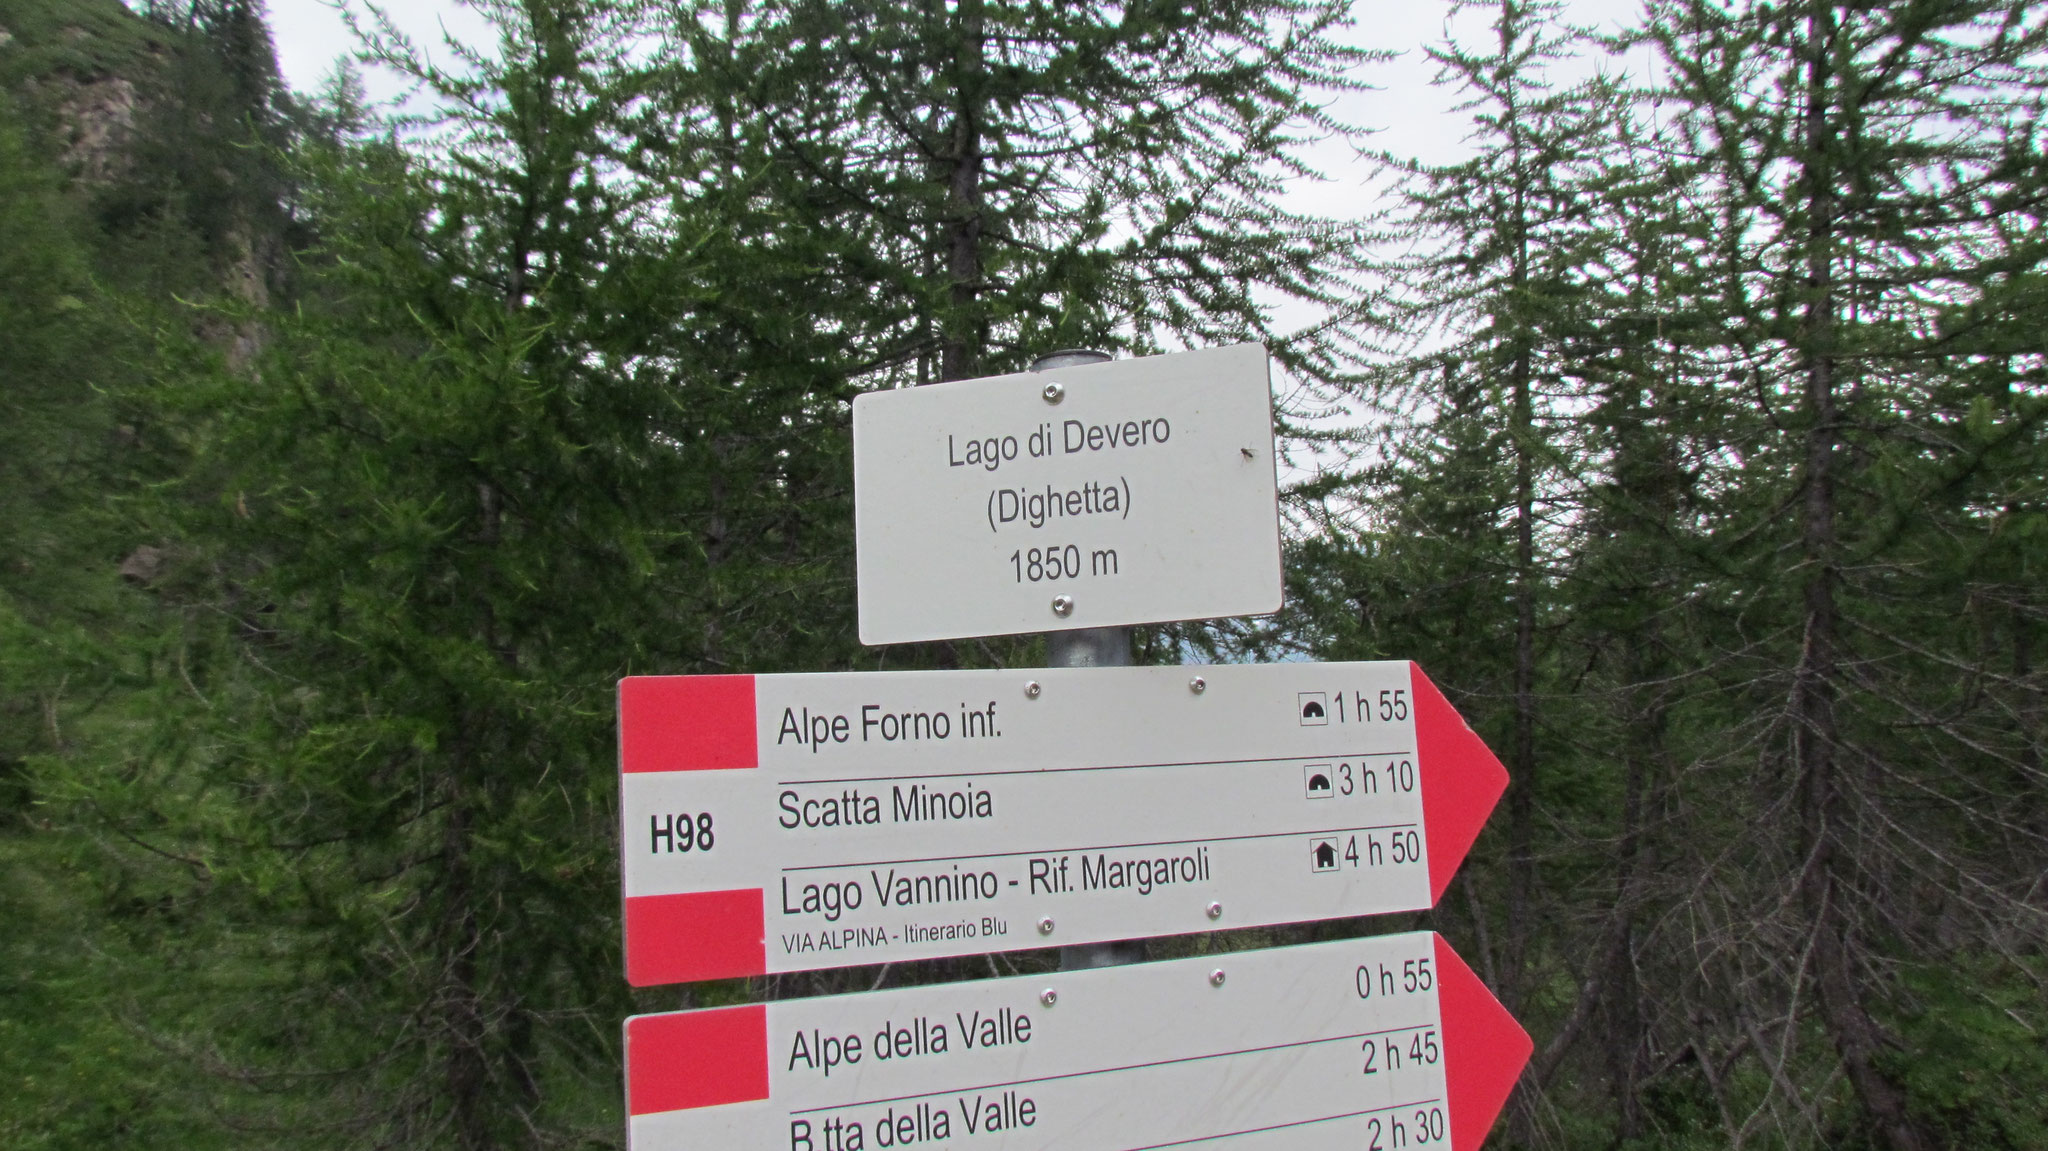 Lago di Devero
(Dighetta)
1850 m
Alpe Forno inf. 1 h 55
H98
Scatta Minoia 3 h 10
Lago Vannino - Rif. Margaroli 4 h 50
VIA ALPINA - Itinerario Blu
Alpe della Valle 0 h 55
B.tta della Valle 2 h 45
2 h 30